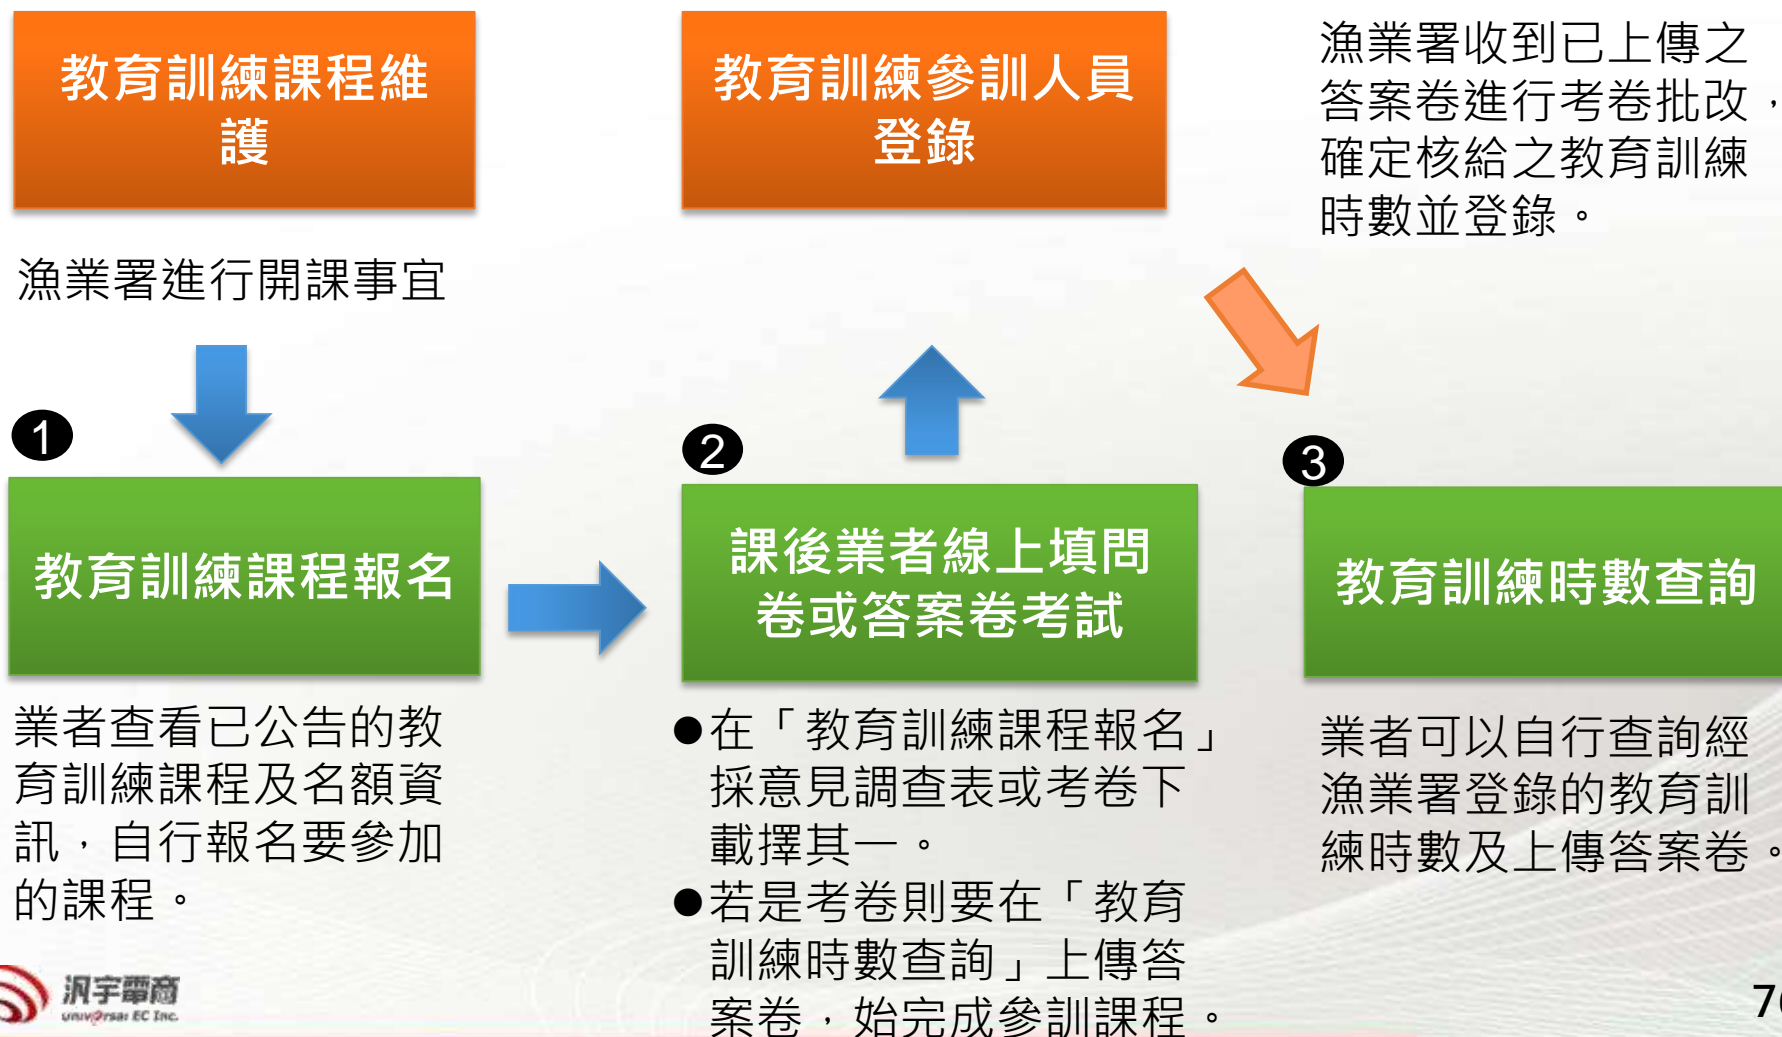 教育訓練課程維
護
漁業署進行開課事宜
教育訓練參訓人員
登錄
漁業署收到已上傳之
答案卷進行考卷批改，
確定核給之教育訓練
時數並登錄。
1
教育訓練課程報名
業者查看已公告的教
育訓練課程及名額資
訊，自行報名要參加
的課程。
2
課後業者線上填問
卷或答案卷考試
●在「教育訓練課程報名」
採意見調查表或考卷下
載擇其一。
●若是考卷則要在「教育
訓練時數查詢」上傳答
案卷，始完成參訓課程。
3
教育訓練時數查詢
業者可以自行查詢經
漁業署登錄的教育訓
練時數及上傳答案卷。
汎宇電商
Universal EC Inc.